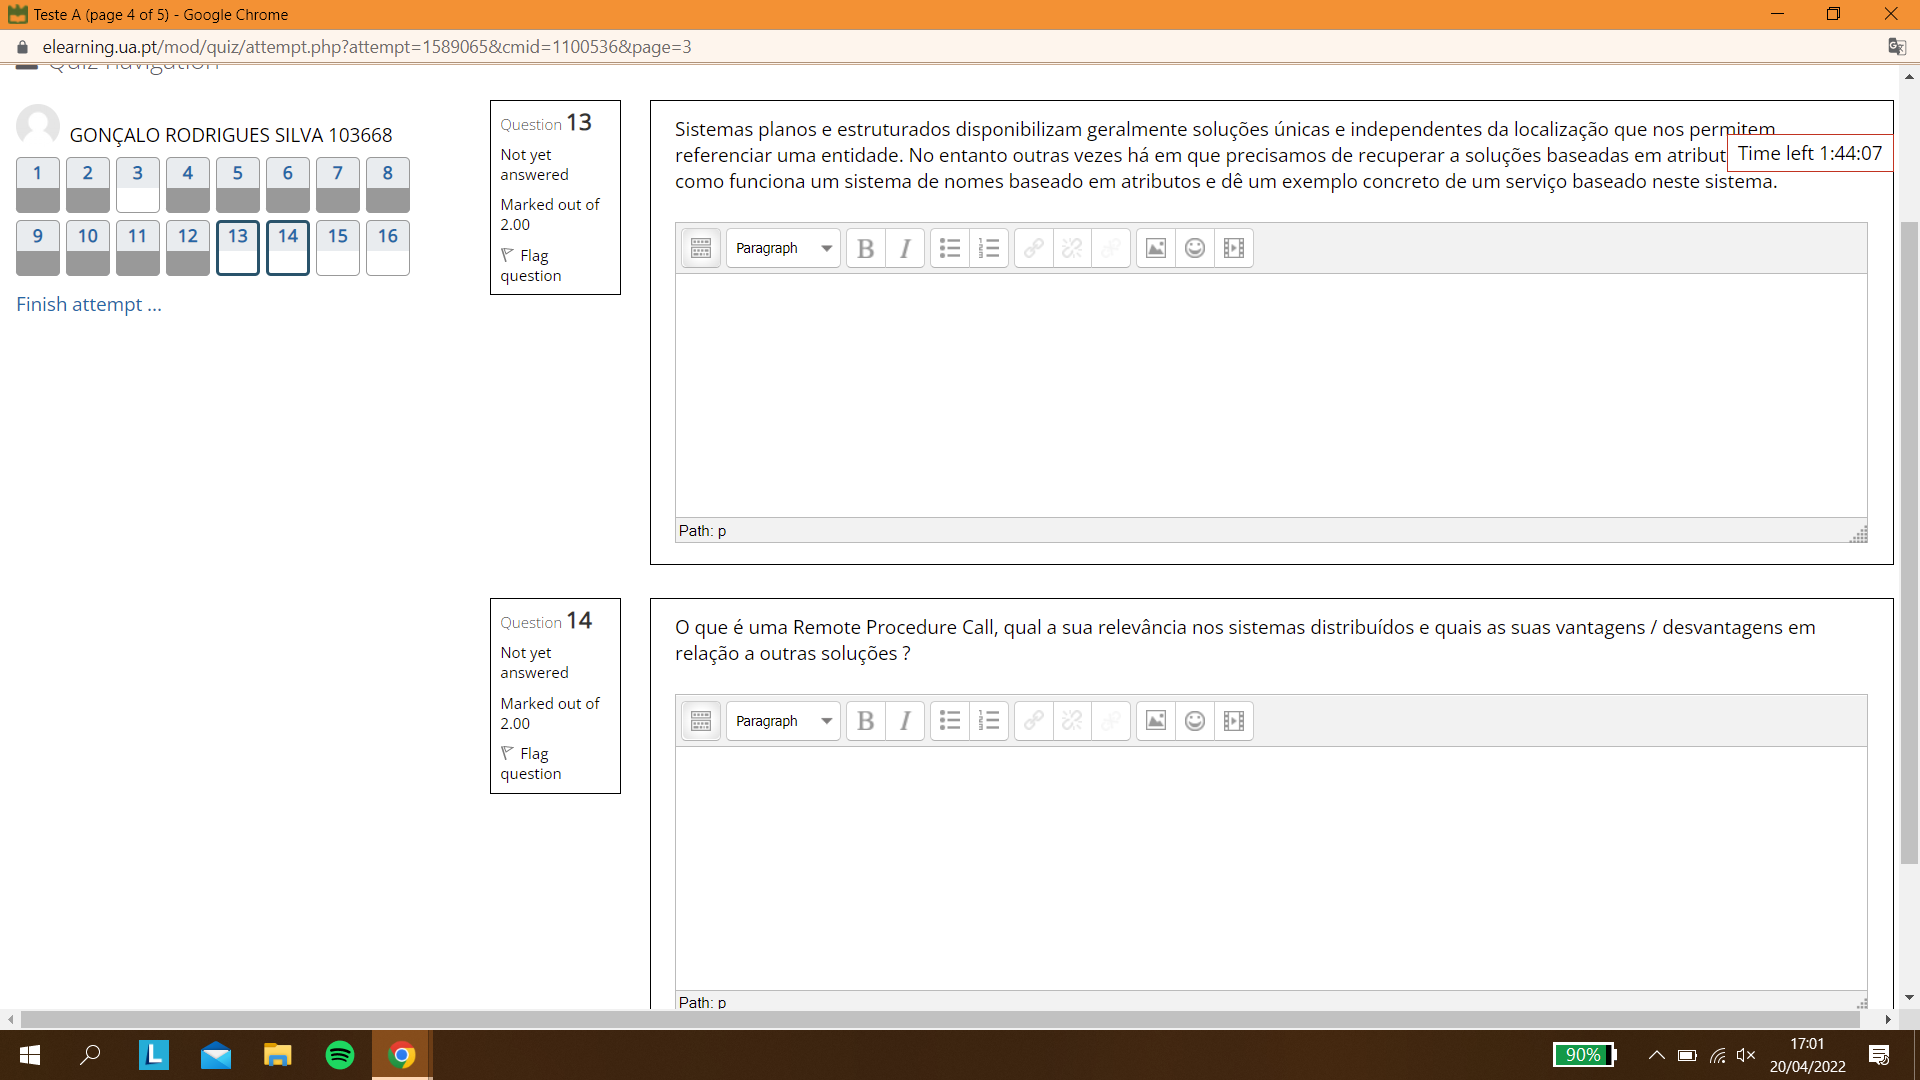 Teste A (page 4 of 5) - Google Chrome
elearning.ua.pt/mod/quiz/attempt.php?attempt=1589065&cmid=1100536&page=3
Quiz navigation
GONÇALO RODRIGUES SILVA 103668
1 2 3 4 5 6 7 8
9 10 11 12 13 14 15 16
Finish attempt ...
Question 13
Not yet
answered
Marked out of
2.00
Flag
question
Sistemas planos e estruturados disponibilizam geralmente soluções únicas e independentes da localização que nos permitem
referenciar uma entidade. No entanto outras vezes há em que precisamos de recuperar a soluções baseadas em atribut
Time left 1:44:07
como funciona um sistema de nomes baseado em atributos e dê um exemplo concreto de um serviço baseado neste sistema.
Paragraph
B I
Path: p
Question 14
Not yet
answered
Marked out of
2.00
Flag
question
O que é uma Remote Procedure Call, qual a sua relevância nos sistemas distribuídos e quais as suas vantagens / desvantagens em
relação a outras soluções ?
Paragraph
B I
Path: p
L
90%
17:01
20/04/2022